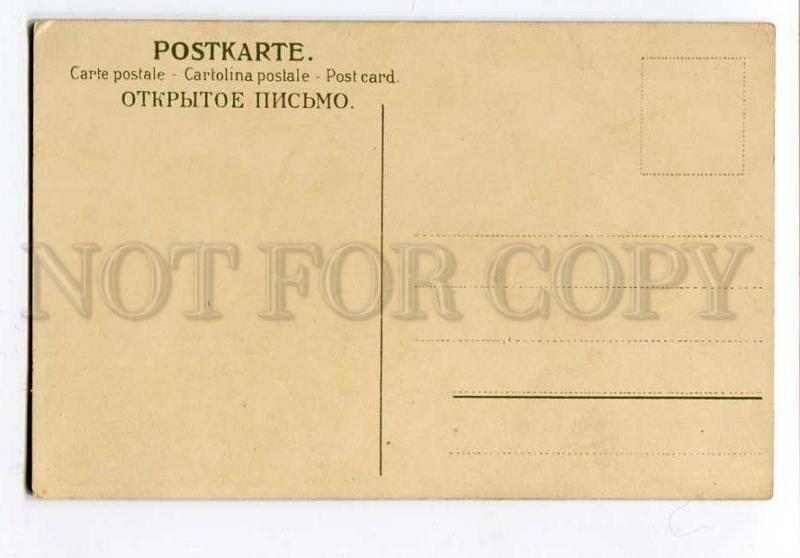 POSTKARTE.
Carte postale - Cartolina postale - Post card.
ОТКРЫТОЕ ПИСЬМО.
NOT FOR COPY